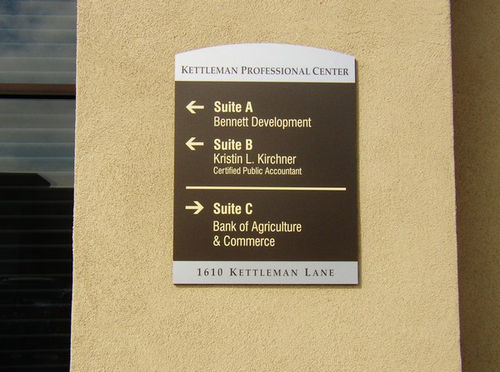 KETTLEMAN PROFESSIONAL CENTER
Suite A
Bennett Development
Suite B
Kristin L. Kirchner
Certified Public Accountant
Suite C
Bank of Agriculture
& Commerce
1610 KETTLEMAN LANE